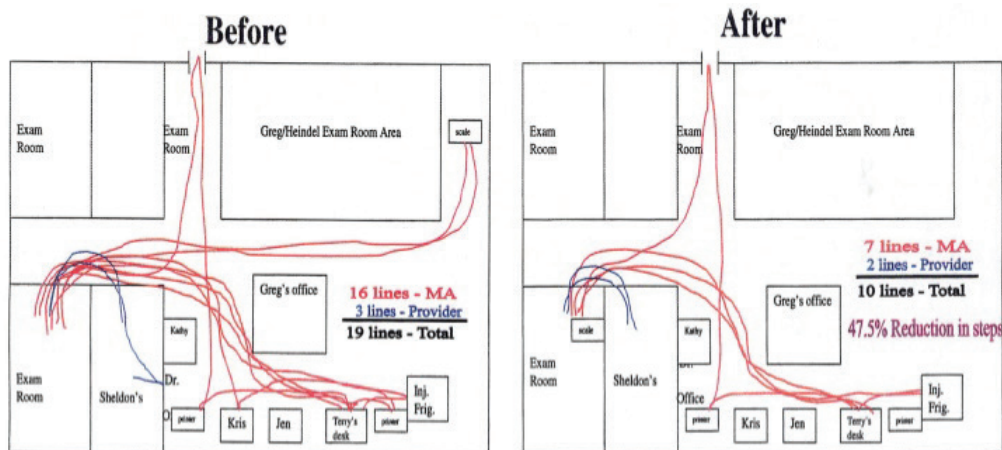 Before
Exam
Room
Exam
Room
Greg/Heindel Exam Room Area
scale
Greg's office
16 lines - MA
3 lines - Provider
19 lines - Total
Kathy
Exam
Room
Sheldon's
Dr.
O
printer
Kris
Jen
Terry's
desk
printer
Inj.
Frig.
After
Exam
Room
Exam
Room
Greg/Heindel Exam Room Area
7 lines - MA
2 lines - Provider
10 lines - Total
47.5% Reduction in steps
Greg's office
scale
Kathy
Exam
Room
Sheldon's
Office
printer
Kris
Jen
Terry's
desk
printer
Inj.
Frig.